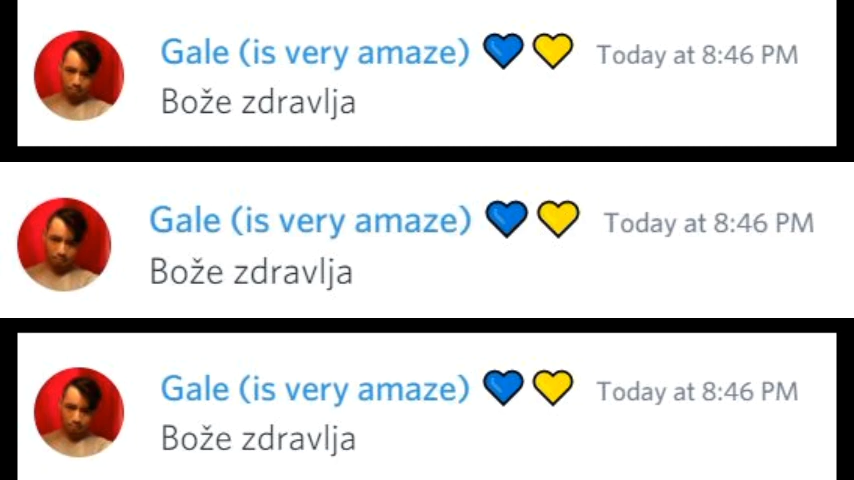 Gale (is very amaze) 💙 💛 Today at 8:46 PM
Bože zdravlja
Gale (is very amaze) 💙 💛 Today at 8:46 PM
Bože zdravlja
Gale (is very amaze) 💙 💛 Today at 8:46 PM
Bože zdravlja